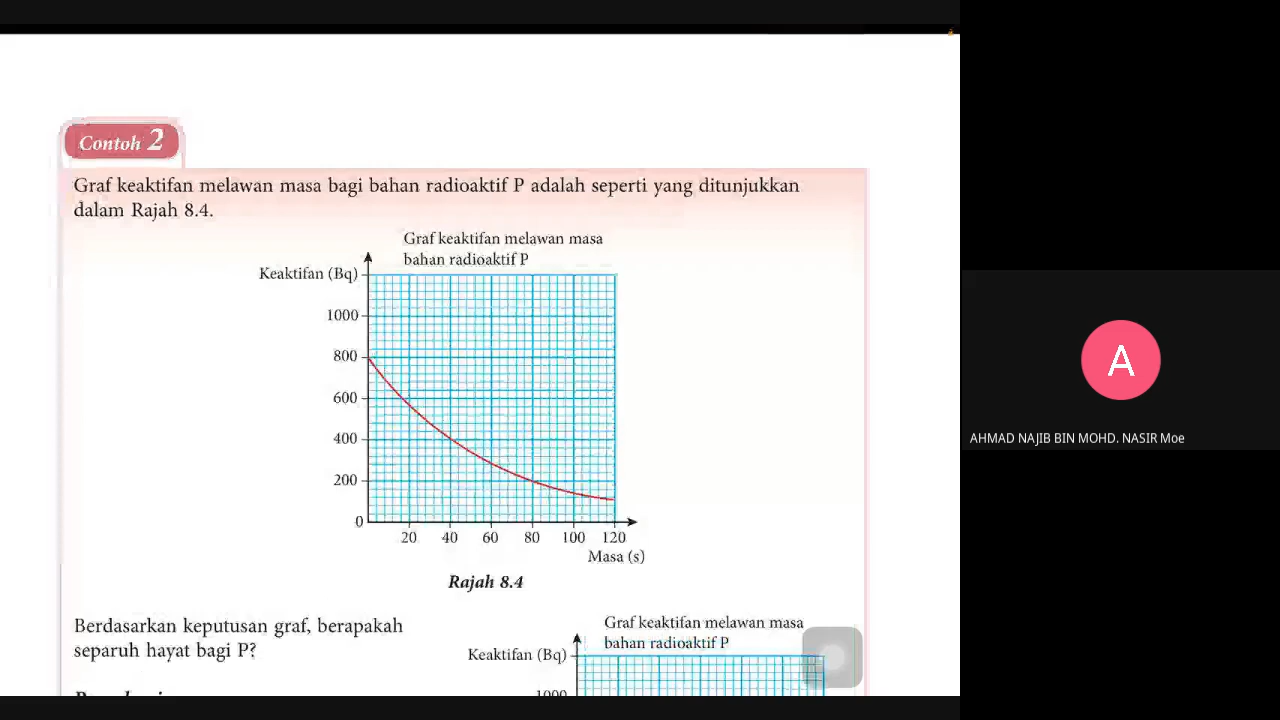 Contoh 2
Graf keaktifan melawan masa bagi bahan radioaktif P adalah seperti yang ditunjukkan
dalam Rajah 8.4.
Graf keaktifan melawan masa
bahan radioaktif P
Keaktifan (Bq)
1000
800
600
400
200
0
20 40 60 80 100 120
Masa (s)
Rajah 8.4
Berdasarkan keputusan graf, berapakah
separuh hayat bagi P?
Graf keaktifan melawan masa
bahan radioaktif P
Keaktifan (Bq)
1000
A
AHMAD NAJIB BIN MOHD. NASIR Moe